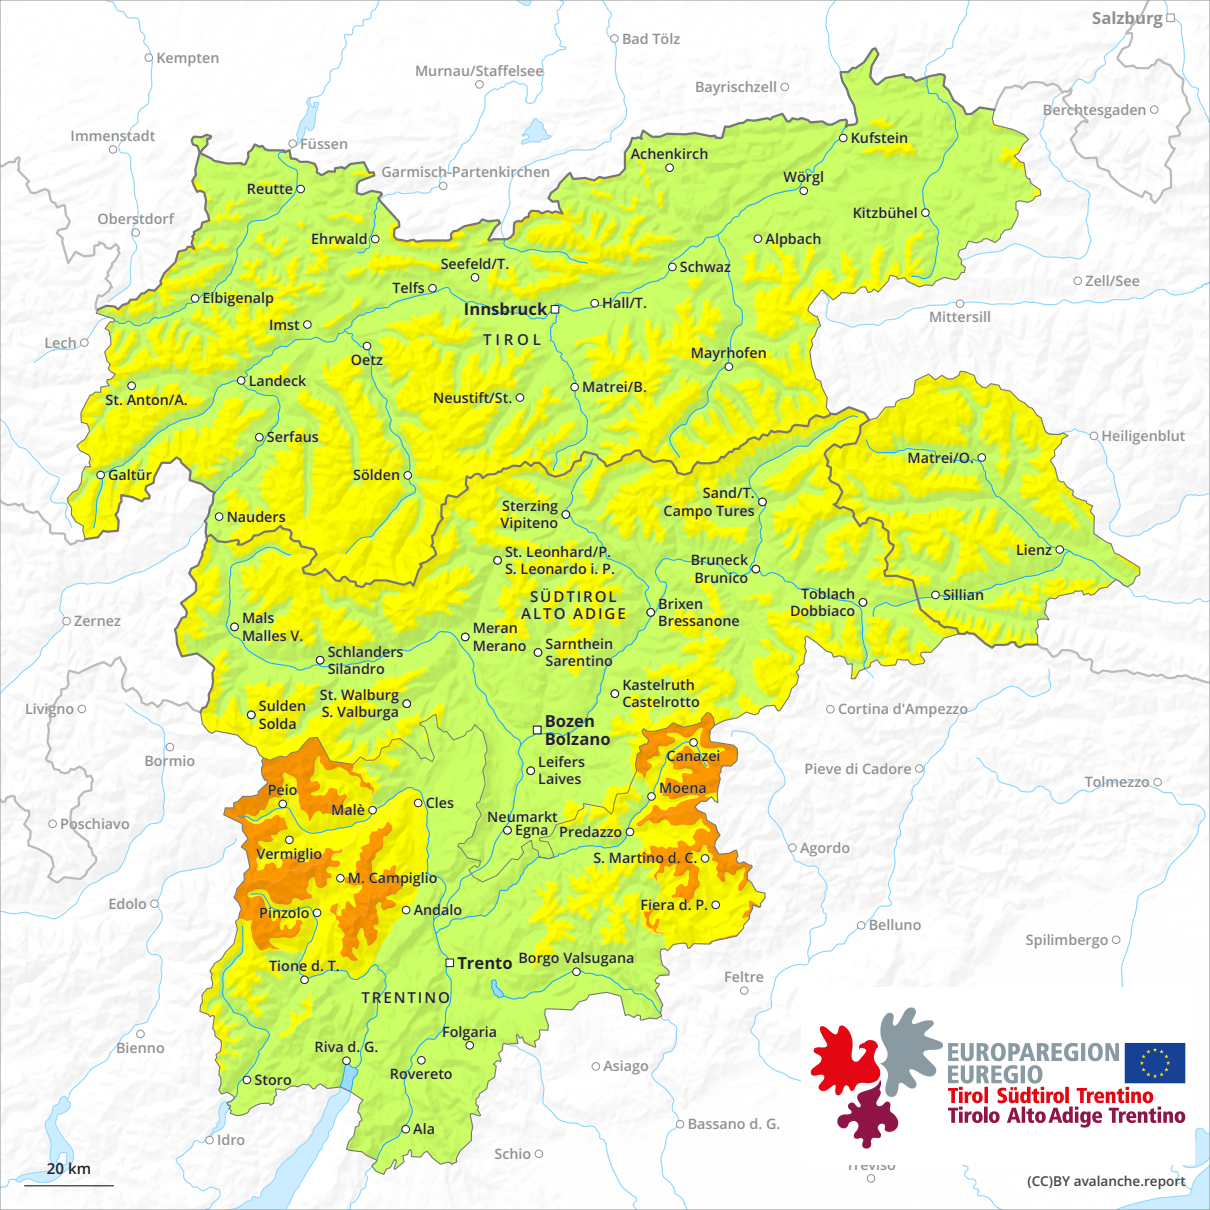 Salzburg
Bad Tölz
Kempten
Murnau/Staffelsee
Bayrischzell
Berchtesgaden
Immenstadt
Füssen
Kufstein
Achenkirch
Garmisch-Partenkirchen
Wörgl
Reutte
Oberstdorf
Kitzbühel
Ehrwald
Alpbach
Seefeld/T.
Schwaz
Zell/See
Telfs
Elbigenalp
Hall/T.
Innsbruck
Mittersill
Imst
TIROL
Lech
Oetz
Mayrhofen
Landeck
Matrei/B.
St. Anton/A.
Neustift/St.
Serfaus
Heiligenblut
Matrei/O.
Galtür
Sölden
Sand/T.
Campo Tures
Sterzing
Vipiteno
Nauders
Lienz
St. Leonhard/P.
S. Leonardo i. P.
Bruneck
Brunico
SÜDTIROL
ALTO ADIGE
Toblach
Dobbiaco
Sillian
Brixen
Bressanone
Zernez
Mals
Malles V.
Meran
Merano
Sarnthein
Sarentino
Schlanders
Silandro
Kastelruth
Castelrotto
St. Walburg
S. Valburga
Livigno
Sulden
Solda
Cortina d'Ampezzo
Bozen
Bolzano
Bormio
Canazei
Leifers
Laives
Pieve di Cadore
Tolmezzo
Peio
Moena
Malè
Cles
Neumarkt
Egna
Predazzo
Poschiavo
Vermiglio
S. Martino d. C.
Agordo
M. Campiglio
Edolo
Pinzolo
Andalo
Fiera d. P.
Belluno
Spilimbergo
Trento
Borgo Valsugana
Tione d. T.
Feltre
TRENTINO
Folgaria
Bienno
Riva d. G.
Rovereto
Asiago
Storo
EUROPAREGION
EUREGIO
Tirol Südtirol Trentino
Tirolo Alto Adige Trentino
Ala
Bassano d. G.
Idro
Schio
Treviso
20 km
(CC)BY avalanche.report